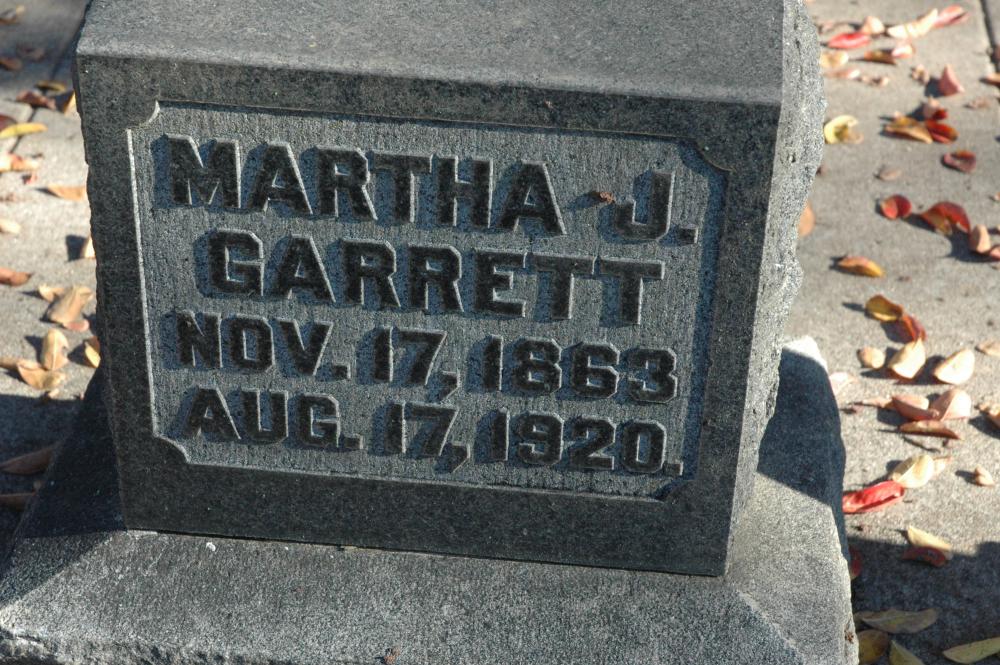 MARTHA J.
GARRETT
NOV. 17, 1863
AUG. 17, 1920.